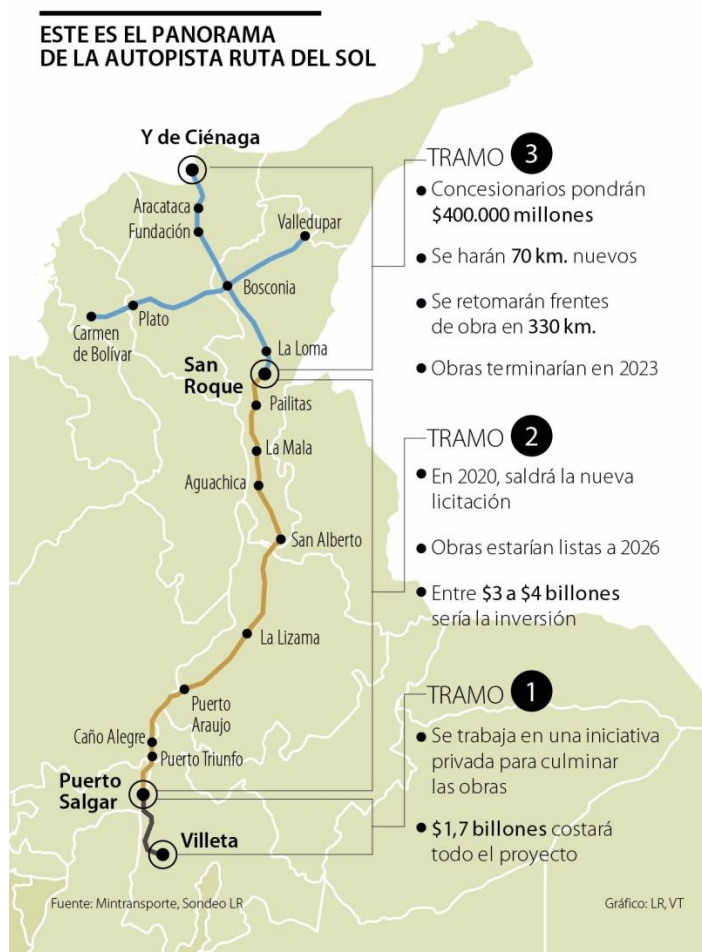 ESTE ES EL PANORAMA
DE LA AUTOPISTA RUTA DEL SOL
Y de Ciénaga
Aracataca
Fundación
Valledupar
Bosconia
Plato
Carmen
de Bolívar
La Loma
San
Roque
Pailitas
La Mala
Aguachica
San Alberto
La Lizama
Puerto
Araujo
Caño Alegre
Puerto Triunfo
Puerto
Salgar
Villeta
TRAMO 3
Concesionarios pondrán
$400.000 millones
Se harán 70 km. nuevos
Se retomarán frentes
de obra en 330 km.
Obras terminarían en 2023
TRAMO 2
En 2020, saldrá la nueva
licitación
Obras estarían listas a 2026
Entre $3 a $4 billones
sería la inversión
TRAMO 1
Se trabaja en una iniciativa
privada para culminar
las obras
$1,7 billones costará
todo el proyecto
Fuente: Mintransporte, Sondeo LR
Gráfico: LR, VT